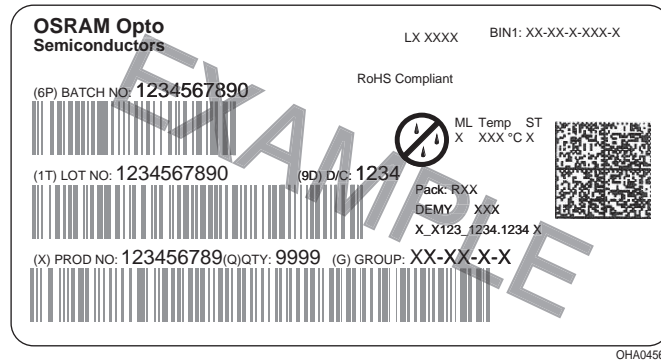 OSRAM Opto
Semiconductors
LX XXXX
BIN1: XX-XX-X-XXX-X
RoHS Compliant
(6P) BATCH NO: 1234567890
ML Temp ST
X XXX °C X
(1T) LOT NO: 1234567890 (9D) D/C: 1234
Pack: RXX
DEMY XXX
X_X123_1234.1234 X
(X) PROD NO: 123456789(Q)QTY: 9999 (G) GROUP: XX-XX-X-X
EXAMPLE